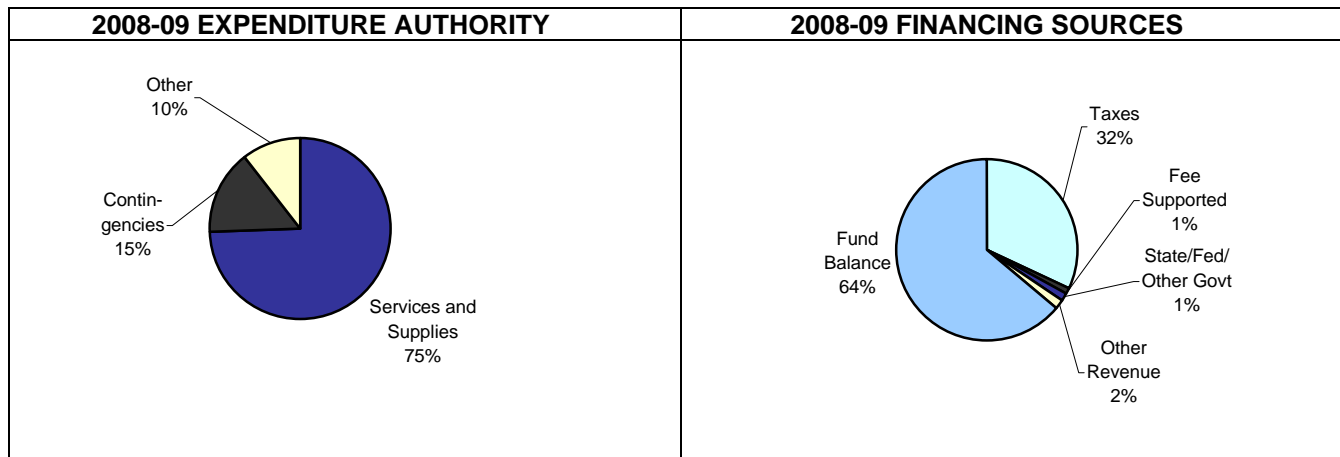 2008-09 EXPENDITURE AUTHORITY
Other
10%
Contin-
gencies
15%
Services and
Supplies
75%
2008-09 FINANCING SOURCES
Taxes
32%
Fee
Supported
1%
State/Fed/
Other Govt
1%
Other
Revenue
2%
Fund
Balance
64%